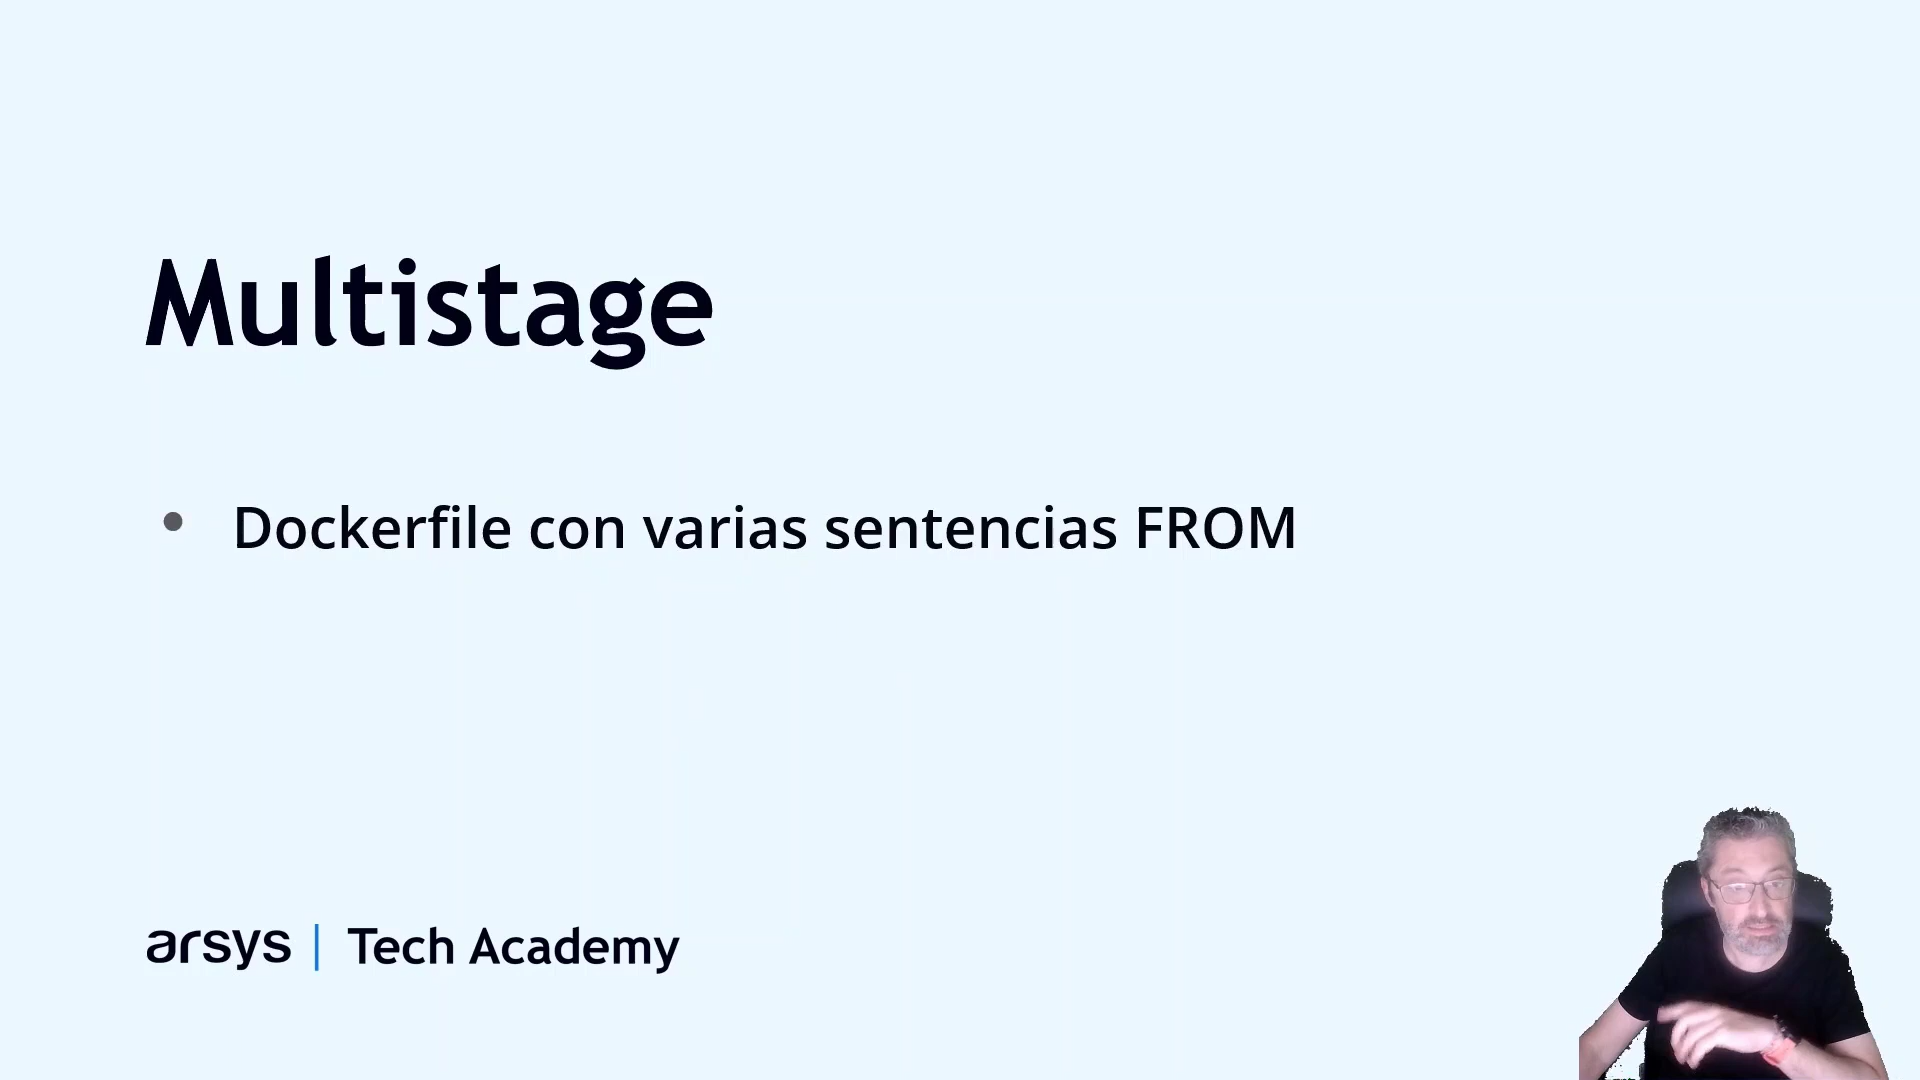 Multistage
• Dockerfile con varias sentencias FROM
arsys | Tech Academy